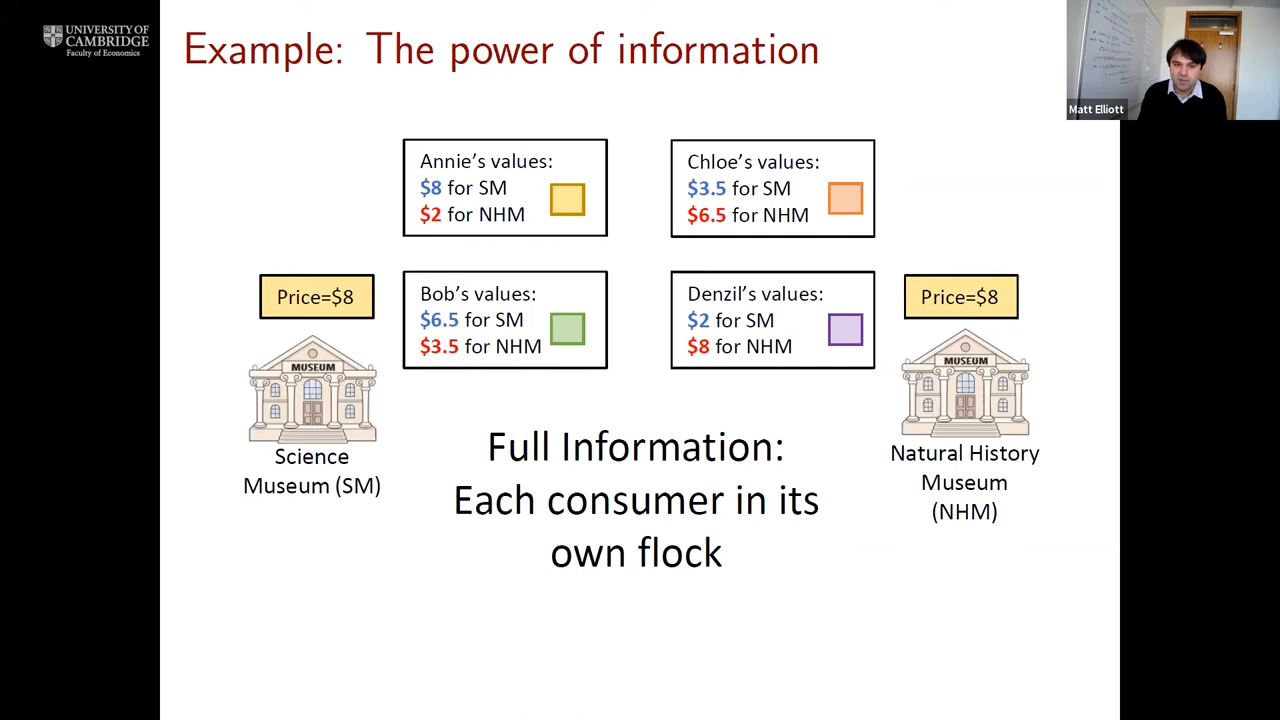 UNIVERSITY OF
CAMBRIDGE
Faculty of Economics
Example: The power of information
Matt Elliott
Annie's values:
$8 for SM
$2 for NHM
Chloe's values:
$3.5 for SM
$6.5 for NHM
Price=$8
Bob's values:
$6.5 for SM
$3.5 for NHM
Denzil's values:
$2 for SM
$8 for NHM
Price=$8
MUSEUM
MUSEUM
Science
Museum (SM)
Full Information:
Each consumer in its
own flock
Natural History
Museum
(NHM)